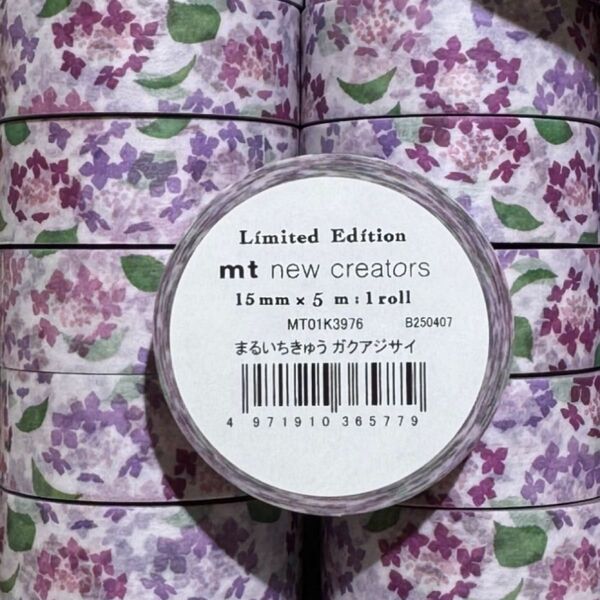 Limited Edition
mt new creators
15mm × 5 m : 1 roll
MT01K3976 B250407
まるいちきゅう ガクアジサイ
4 971910 365779